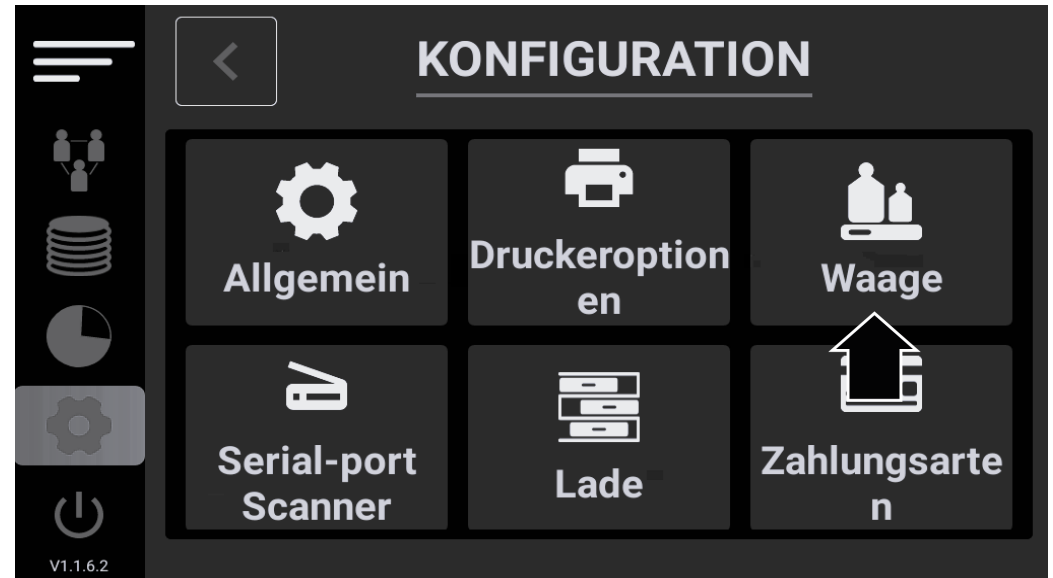 KONFIGURATION
Allgemein
Druckeroption
en
Waage
Serial-port
Scanner
Lade
Zahlungsarte
n
V1.1.6.2